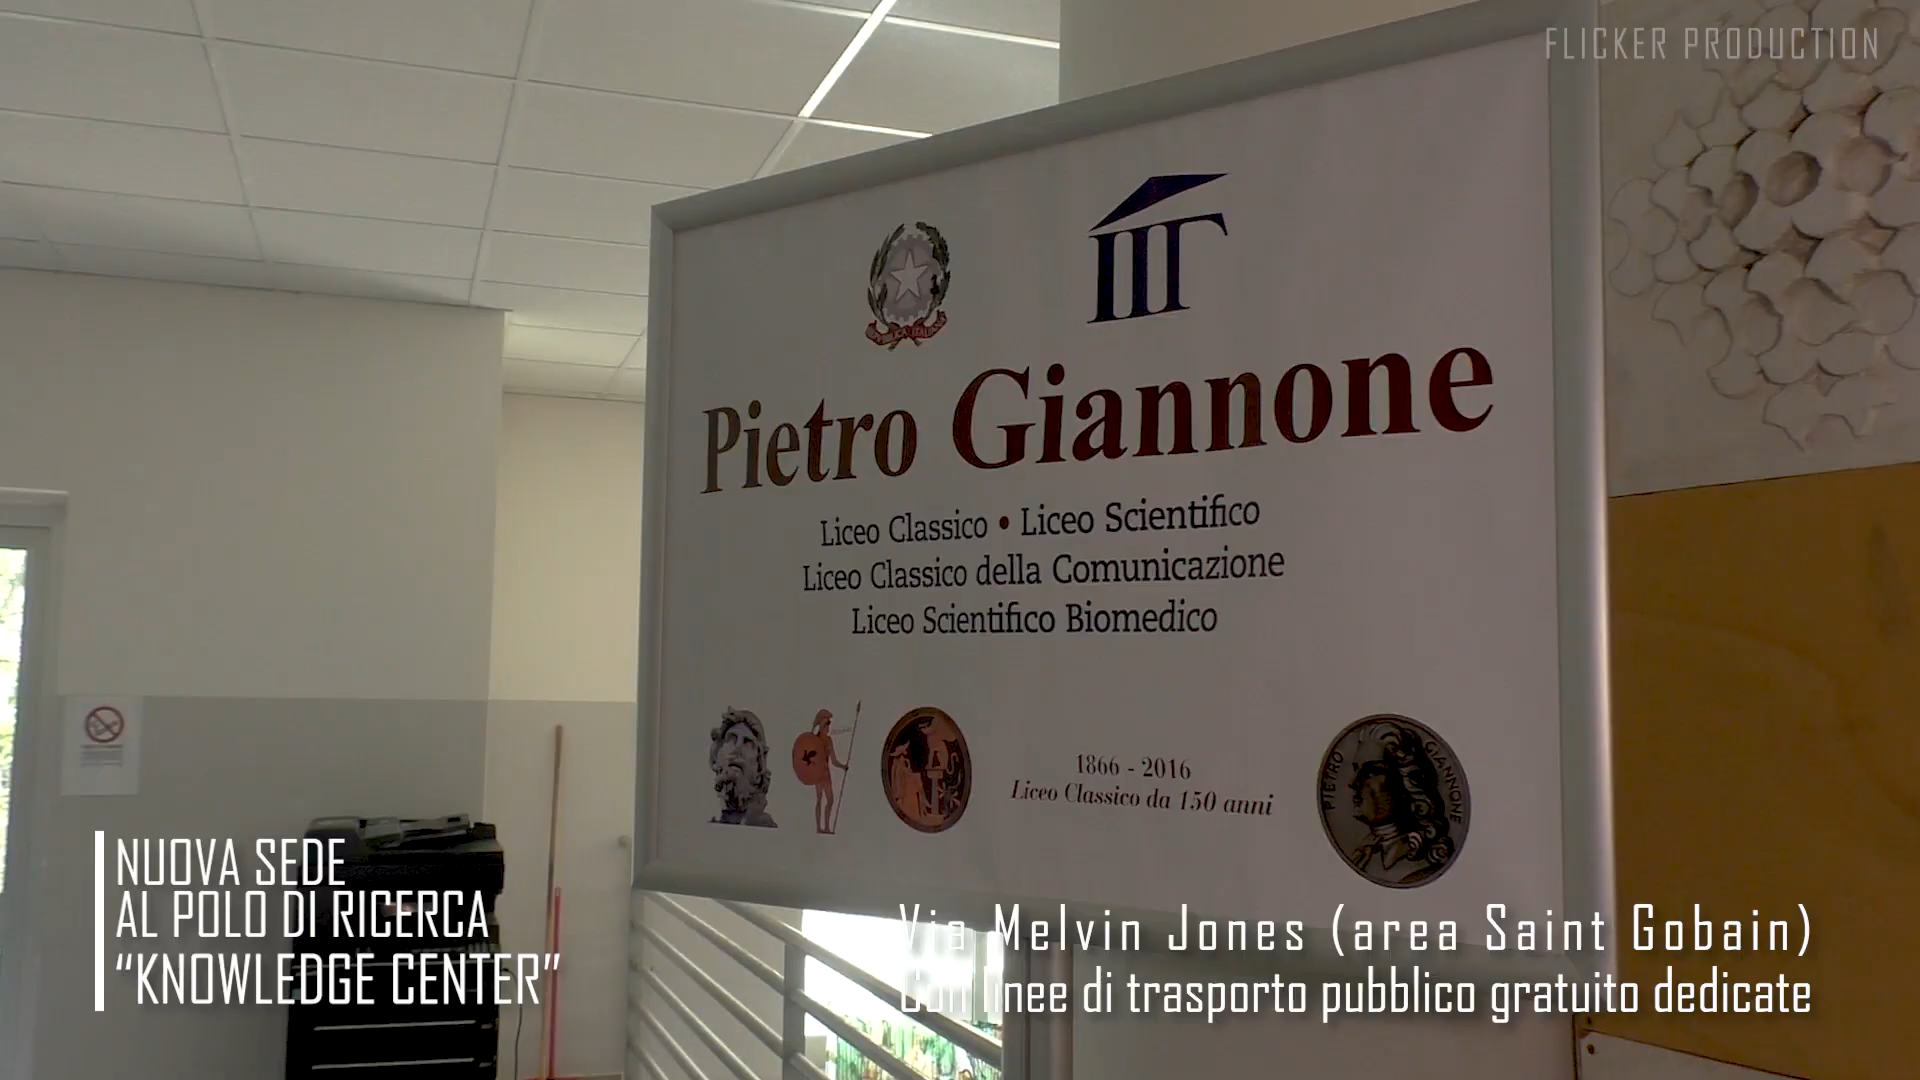 FLICKER PRODUCTION
Pietro Giannone
Liceo Classico • Liceo Scientifico
Liceo Classico della Comunicazione
Liceo Scientifico Biomedico
1866 - 2016
Liceo Classico da 150 anni
PIETRO GIANNONE
NUOVA SEDE
AL POLO DI RICERCA
“KNOWLEDGE CENTER”
Via Melvin Jones (area Saint Gobain)
Con linee di trasporto pubblico gratuito dedicate